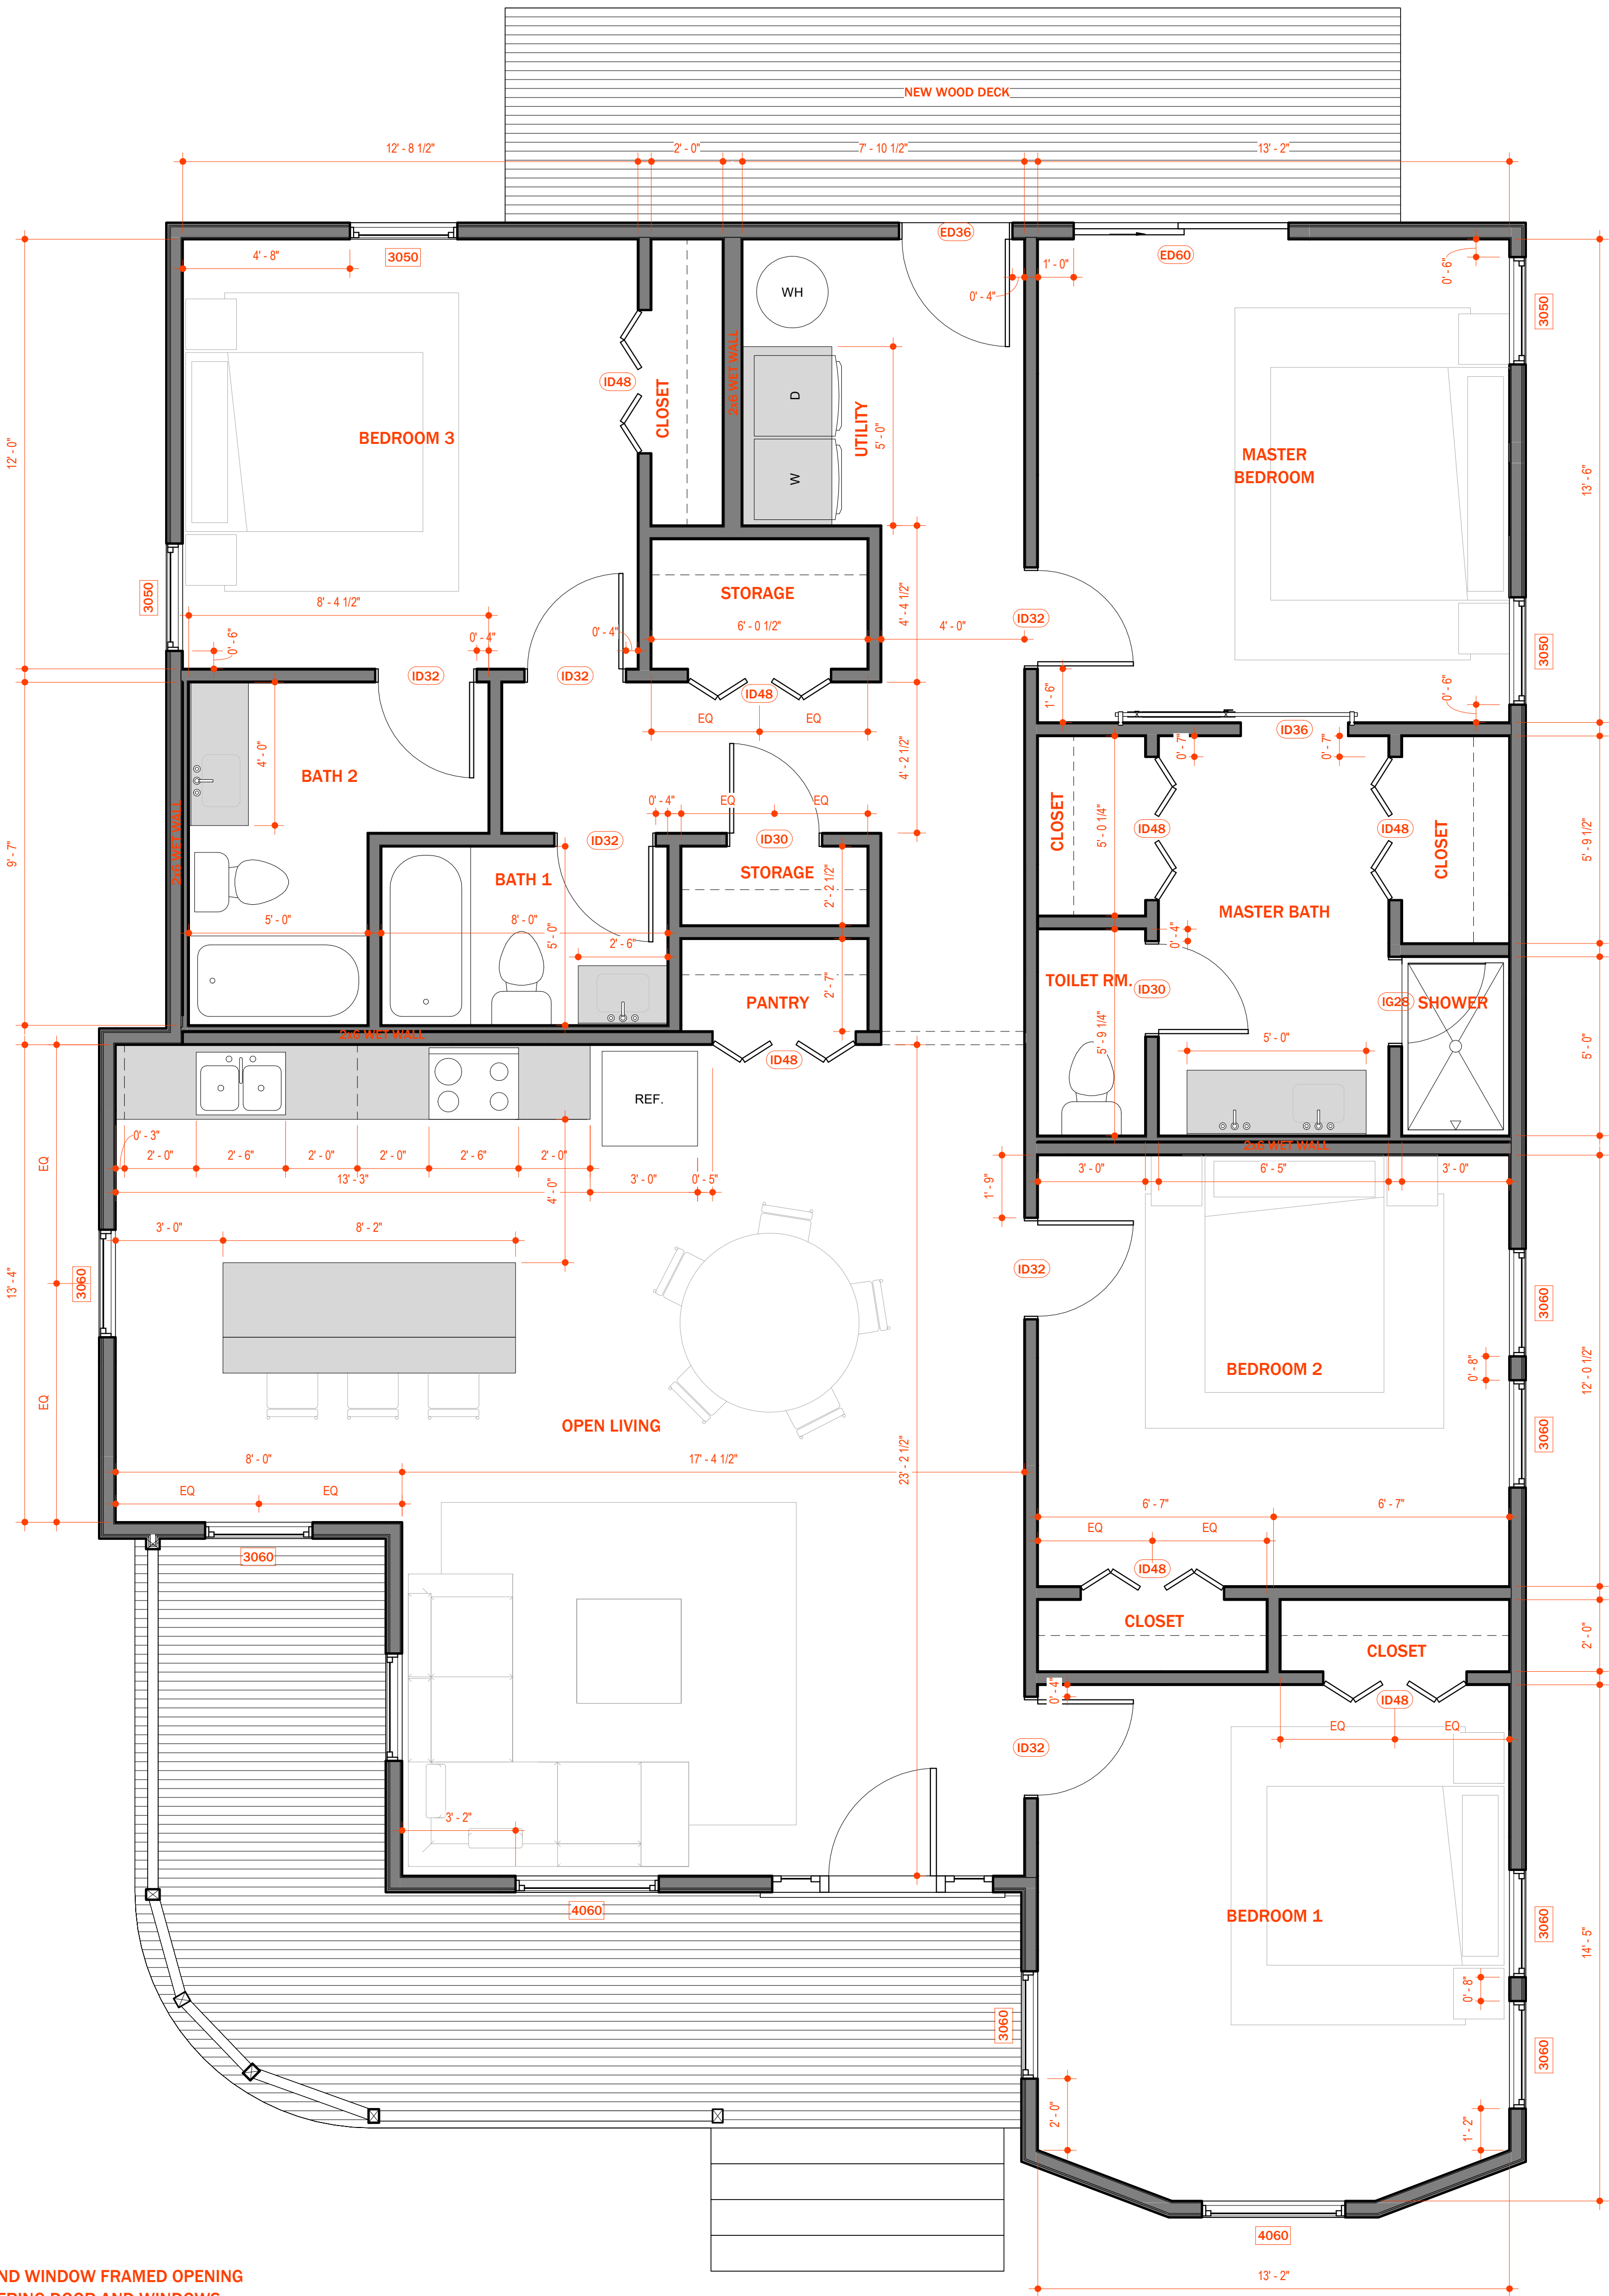 NEW WOOD DECK
12' - 8 1/2"
2' - 0"
7' - 10 1/2"
13' - 2"
ED36
4' - 8"
3050
1' - 0"
ED60
0' - 6"
0' - 4"
WH
3050
2x6 WET WALL
ID48
D
CLOSET
UTILITY
5' - 0"
12' - 0"
BEDROOM 3
MASTER
BEDROOM
13' - 6"
W
3050
STORAGE
4' - 4 1/2"
8' - 4 1/2"
0' - 6"
0' - 4"
0' - 4"
6' - 0 1/2"
4' - 0"
ID32
3050
ID32
ID32
ID48
1' - 6"
0' - 6"
EQ
EQ
ID36
4' - 0"
BATH 2
4' - 2 1/2"
0' - 7"
0' - 7"
0' - 4"
EQ
EQ
2x6 WET WALL
ID32
ID30
CLOSET
5' - 0 1/4"
ID48
ID48
CLOSET
5' - 9 1/2"
9' - 7"
BATH 1
STORAGE
2' - 2 1/2"
5' - 0"
8' - 0"
5' - 0"
MASTER BATH
2' - 6"
0' - 4"
2' - 7"
TOILET RM.
ID30
PANTRY
IG28
SHOWER
2x6 WET WALL
ID48
5' - 9 1/4"
5' - 0"
5' - 0"
REF.
0' - 3"
2' - 0"
2' - 6"
2' - 0"
2' - 0"
2' - 6"
2' - 0"
2x6 WET WALL
EQ
13' - 3"
4' - 0"
3' - 0"
0' - 5"
1' - 9"
3' - 0"
6' - 5"
3' - 0"
3' - 0"
8' - 2"
13' - 4"
3060
ID32
3060
EQ
BEDROOM 2
0' - 8"
12' - 0 1/2"
OPEN LIVING
3060
8' - 0"
17' - 4 1/2"
23' - 2 1/2"
EQ
EQ
6' - 7"
6' - 7"
EQ
EQ
3060
ID48
CLOSET
CLOSET
2' - 0"
0' - 4"
ID48
EQ
EQ
ID32
3' - 2"
4060
BEDROOM 1
3060
14' - 5"
0' - 8"
3060
3060
2' - 0"
1' - 2"
4060
ND WINDOW FRAMED OPENING
13' - 2"
ERING DOOR AND WINDOWS